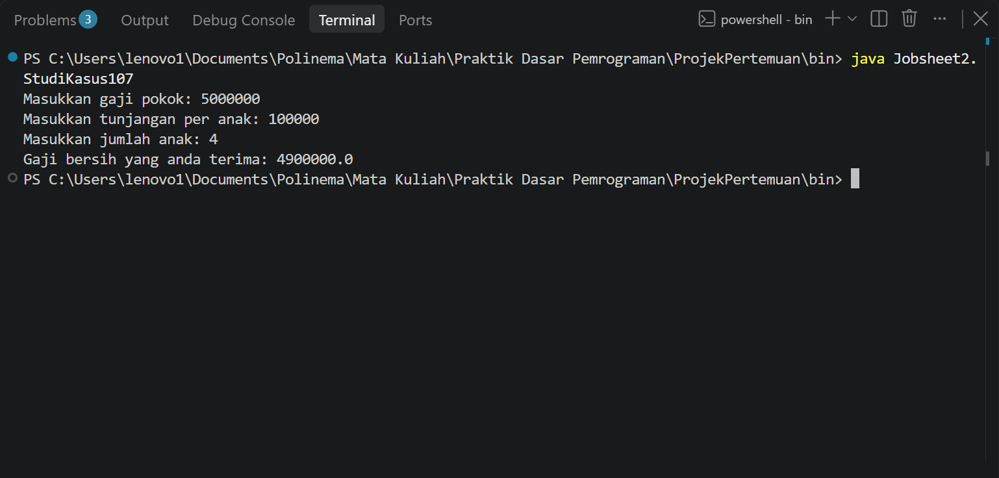 Problems 3 Output Debug Console Terminal Ports powershell - bin
PS C:\Users\lenovo1\Documents\Polinema\Mata Kuliah\Praktik Dasar Pemrograman\ProjekPertemuan\bin> java Jobsheet2.
StudiKasus107
Masukkan gaji pokok: 5000000
Masukkan tunjangan per anak: 100000
Masukkan jumlah anak: 4
Gaji bersih yang anda terima: 4900000.0
PS C:\Users\lenovo1\Documents\Polinema\Mata Kuliah\Praktik Dasar Pemrograman\ProjekPertemuan\bin>